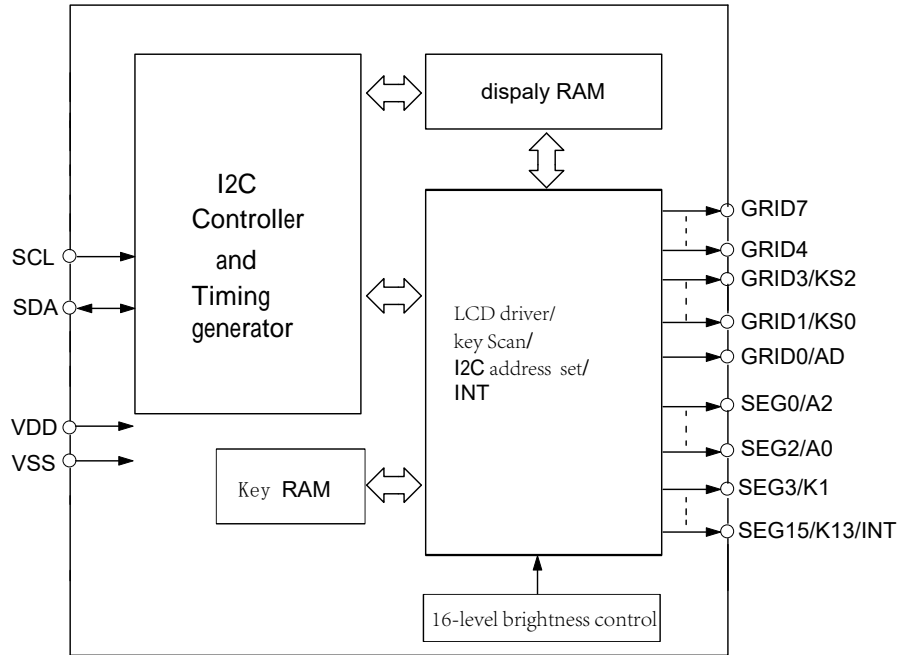 dispaly RAM
I2C
Controller
and
Timing
generator
SCL
SDA
VDD
VSS
Key RAM
LCD driver/
key Scan/
I2C address set/
INT
16-level brightness control
GRID7
GRID4
GRID3/KS2
GRID1/KS0
GRID0/AD
SEG0/A2
SEG2/A0
SEG3/K1
SEG15/K13/INT